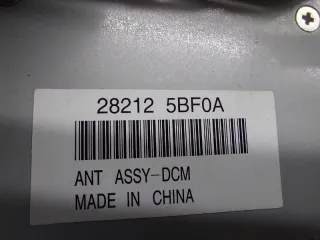 28212 5BF0A
ANT ASSY-DCM
MADE IN CHINA